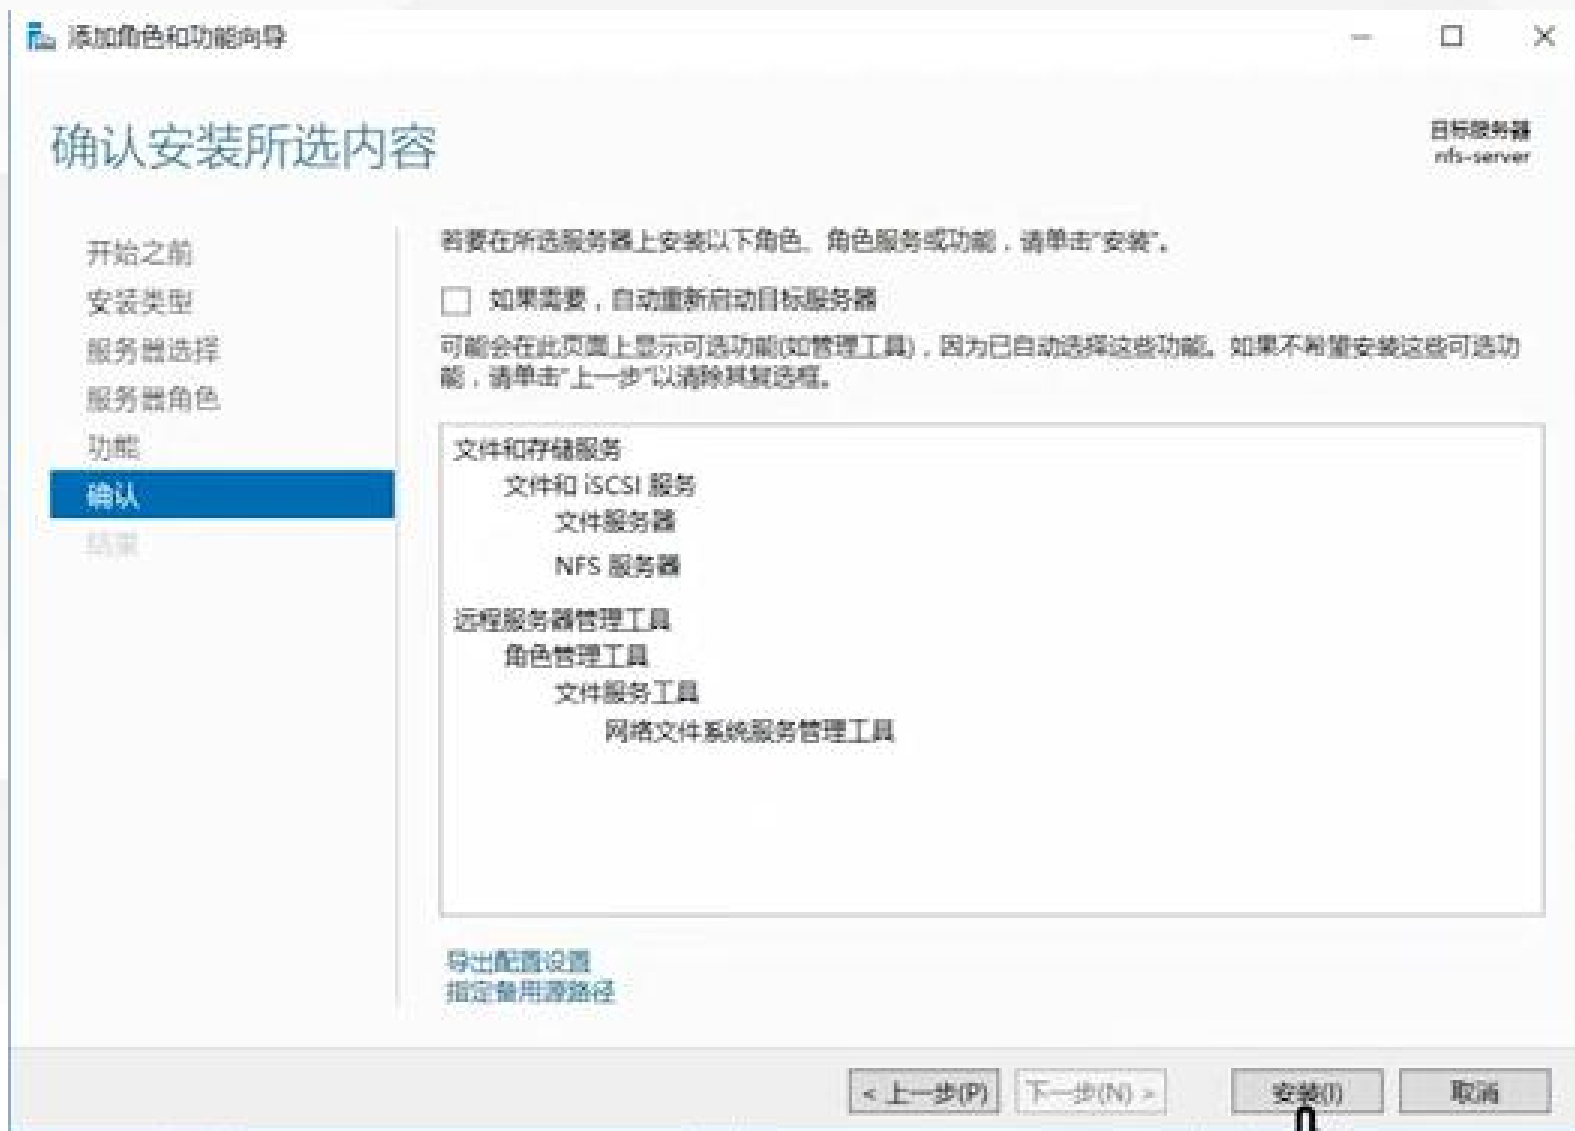 添加角色和功能向导
确认安装所选内容
目标服务器
nfs-server
开始之前
安装类型
服务器选择
服务器角色
功能
确认
结果
若要在所选服务器上安装以下角色、角色服务或功能，请单击"安装"。
如果需要，自动重新启动目标服务器
可能会在此页面上显示可选功能(如管理工具)，因为已自动选择这些功能。如果不希望安装这些可选功
能，请单击"上一步"以清除其复选框。
文件和存储服务
文件和 iSCSI 服务
文件服务器
NFS 服务器
远程服务器管理工具
角色管理工具
文件服务工具
网络文件系统服务管理工具
导出配置设置
指定备用源路径
< 上一步(P)
下一步(N) >
安装(I)
取消